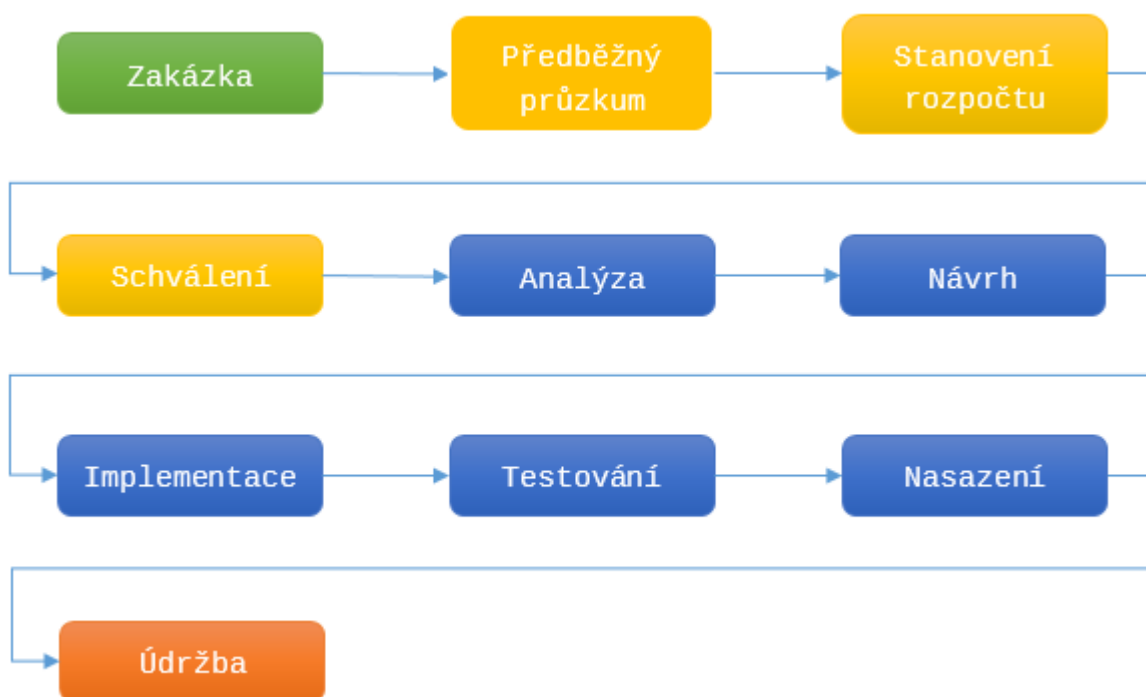 Zakázka
Předběžný
průzkum
Stanovení
rozpočtu
Schválení
Analýza
Návrh
Implementace
Testování
Nasazení
Údržba